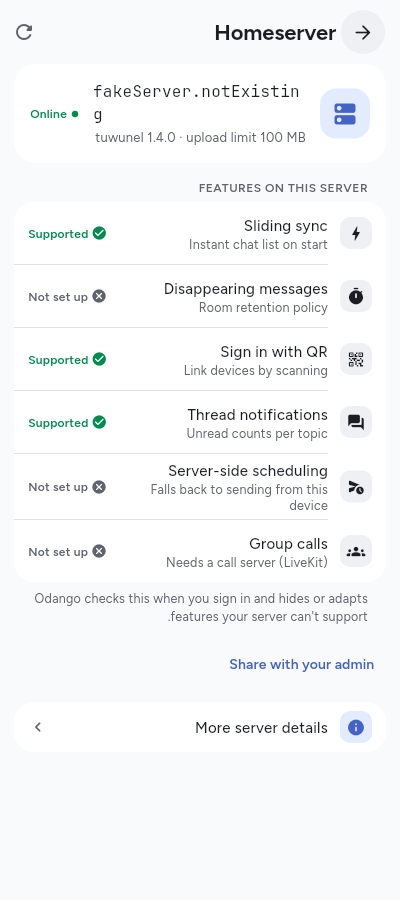 Homeserver
fakeServer.notExistin
g
Online
tuwunel 1.4.0 · upload limit 100 MB
FEATURES ON THIS SERVER
Sliding sync
Instant chat list on start
Supported
Disappearing messages
Room retention policy
Not set up
Sign in with QR
Link devices by scanning
Supported
Thread notifications
Unread counts per topic
Supported
Server-side scheduling
Falls back to sending from this
device
Not set up
Group calls
Needs a call server (LiveKit)
Not set up
Odango checks this when you sign in and hides or adapts
.features your server can't support
Share with your admin
More server details